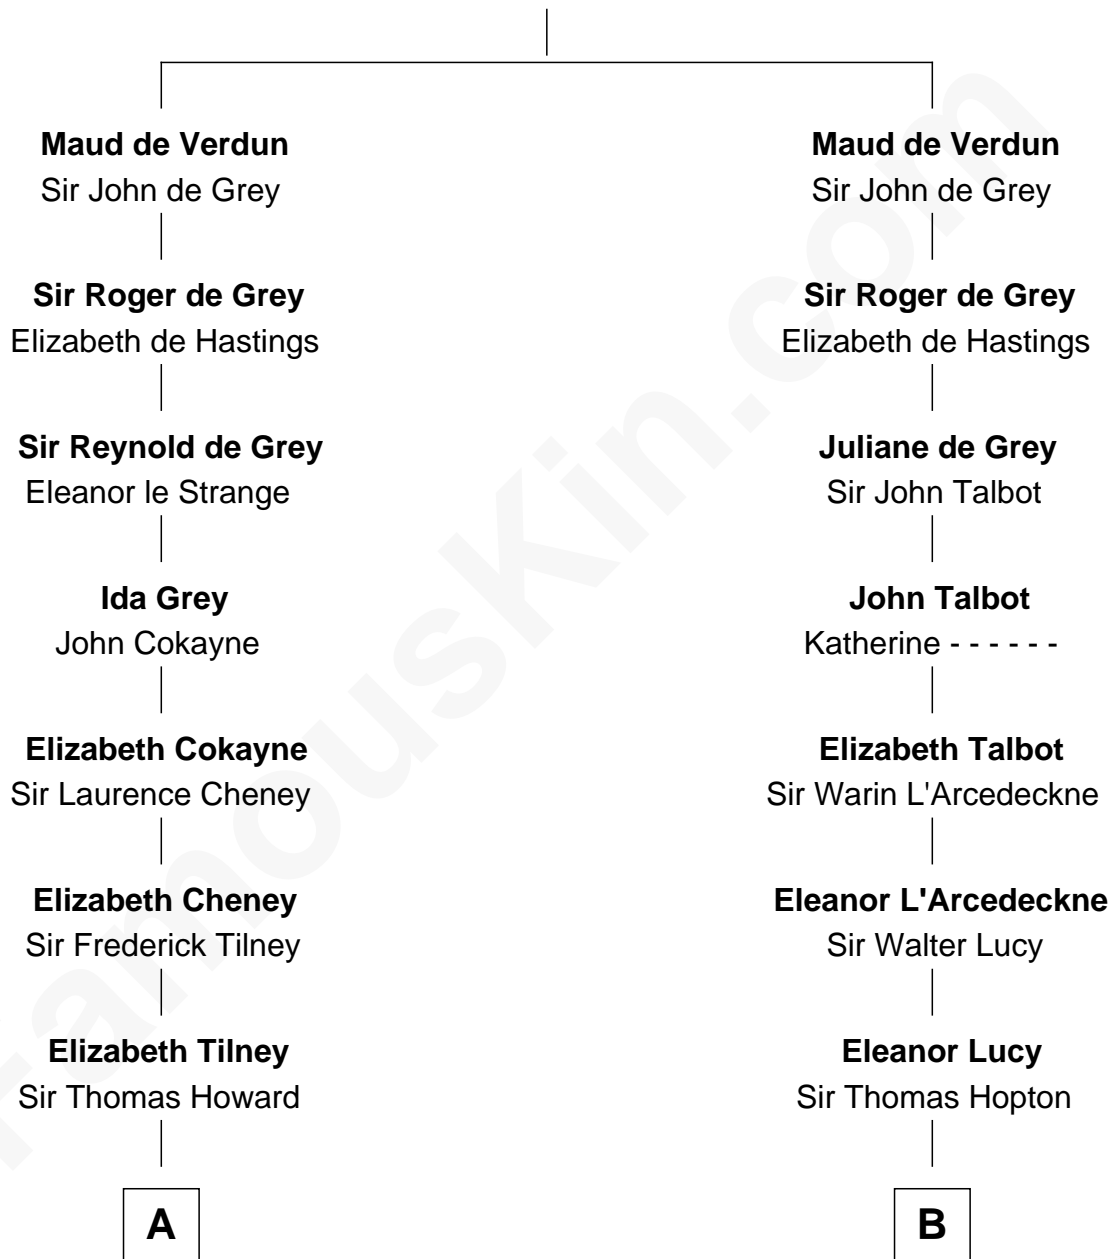 Maud de Verdun
Sir John de Grey
Sir Roger de Grey
Elizabeth de Hastings
Sir Reynold de Grey
Eleanor le Strange
Ida Grey
John Cokayne
Elizabeth Cokayne
Sir Laurence Cheney
Elizabeth Cheney
Sir Frederick Tilney
Elizabeth Tilney
Sir Thomas Howard
A
Maud de Verdun
Sir John de Grey
Sir Roger de Grey
Elizabeth de Hastings
Juliane de Grey
Sir John Talbot
John Talbot
Katherine - - - - - -
Elizabeth Talbot
Sir Warin L'Arcedeckne
Eleanor L'Arcedeckne
Sir Walter Lucy
Eleanor Lucy
Sir Thomas Hopton
B
FamousKin.com